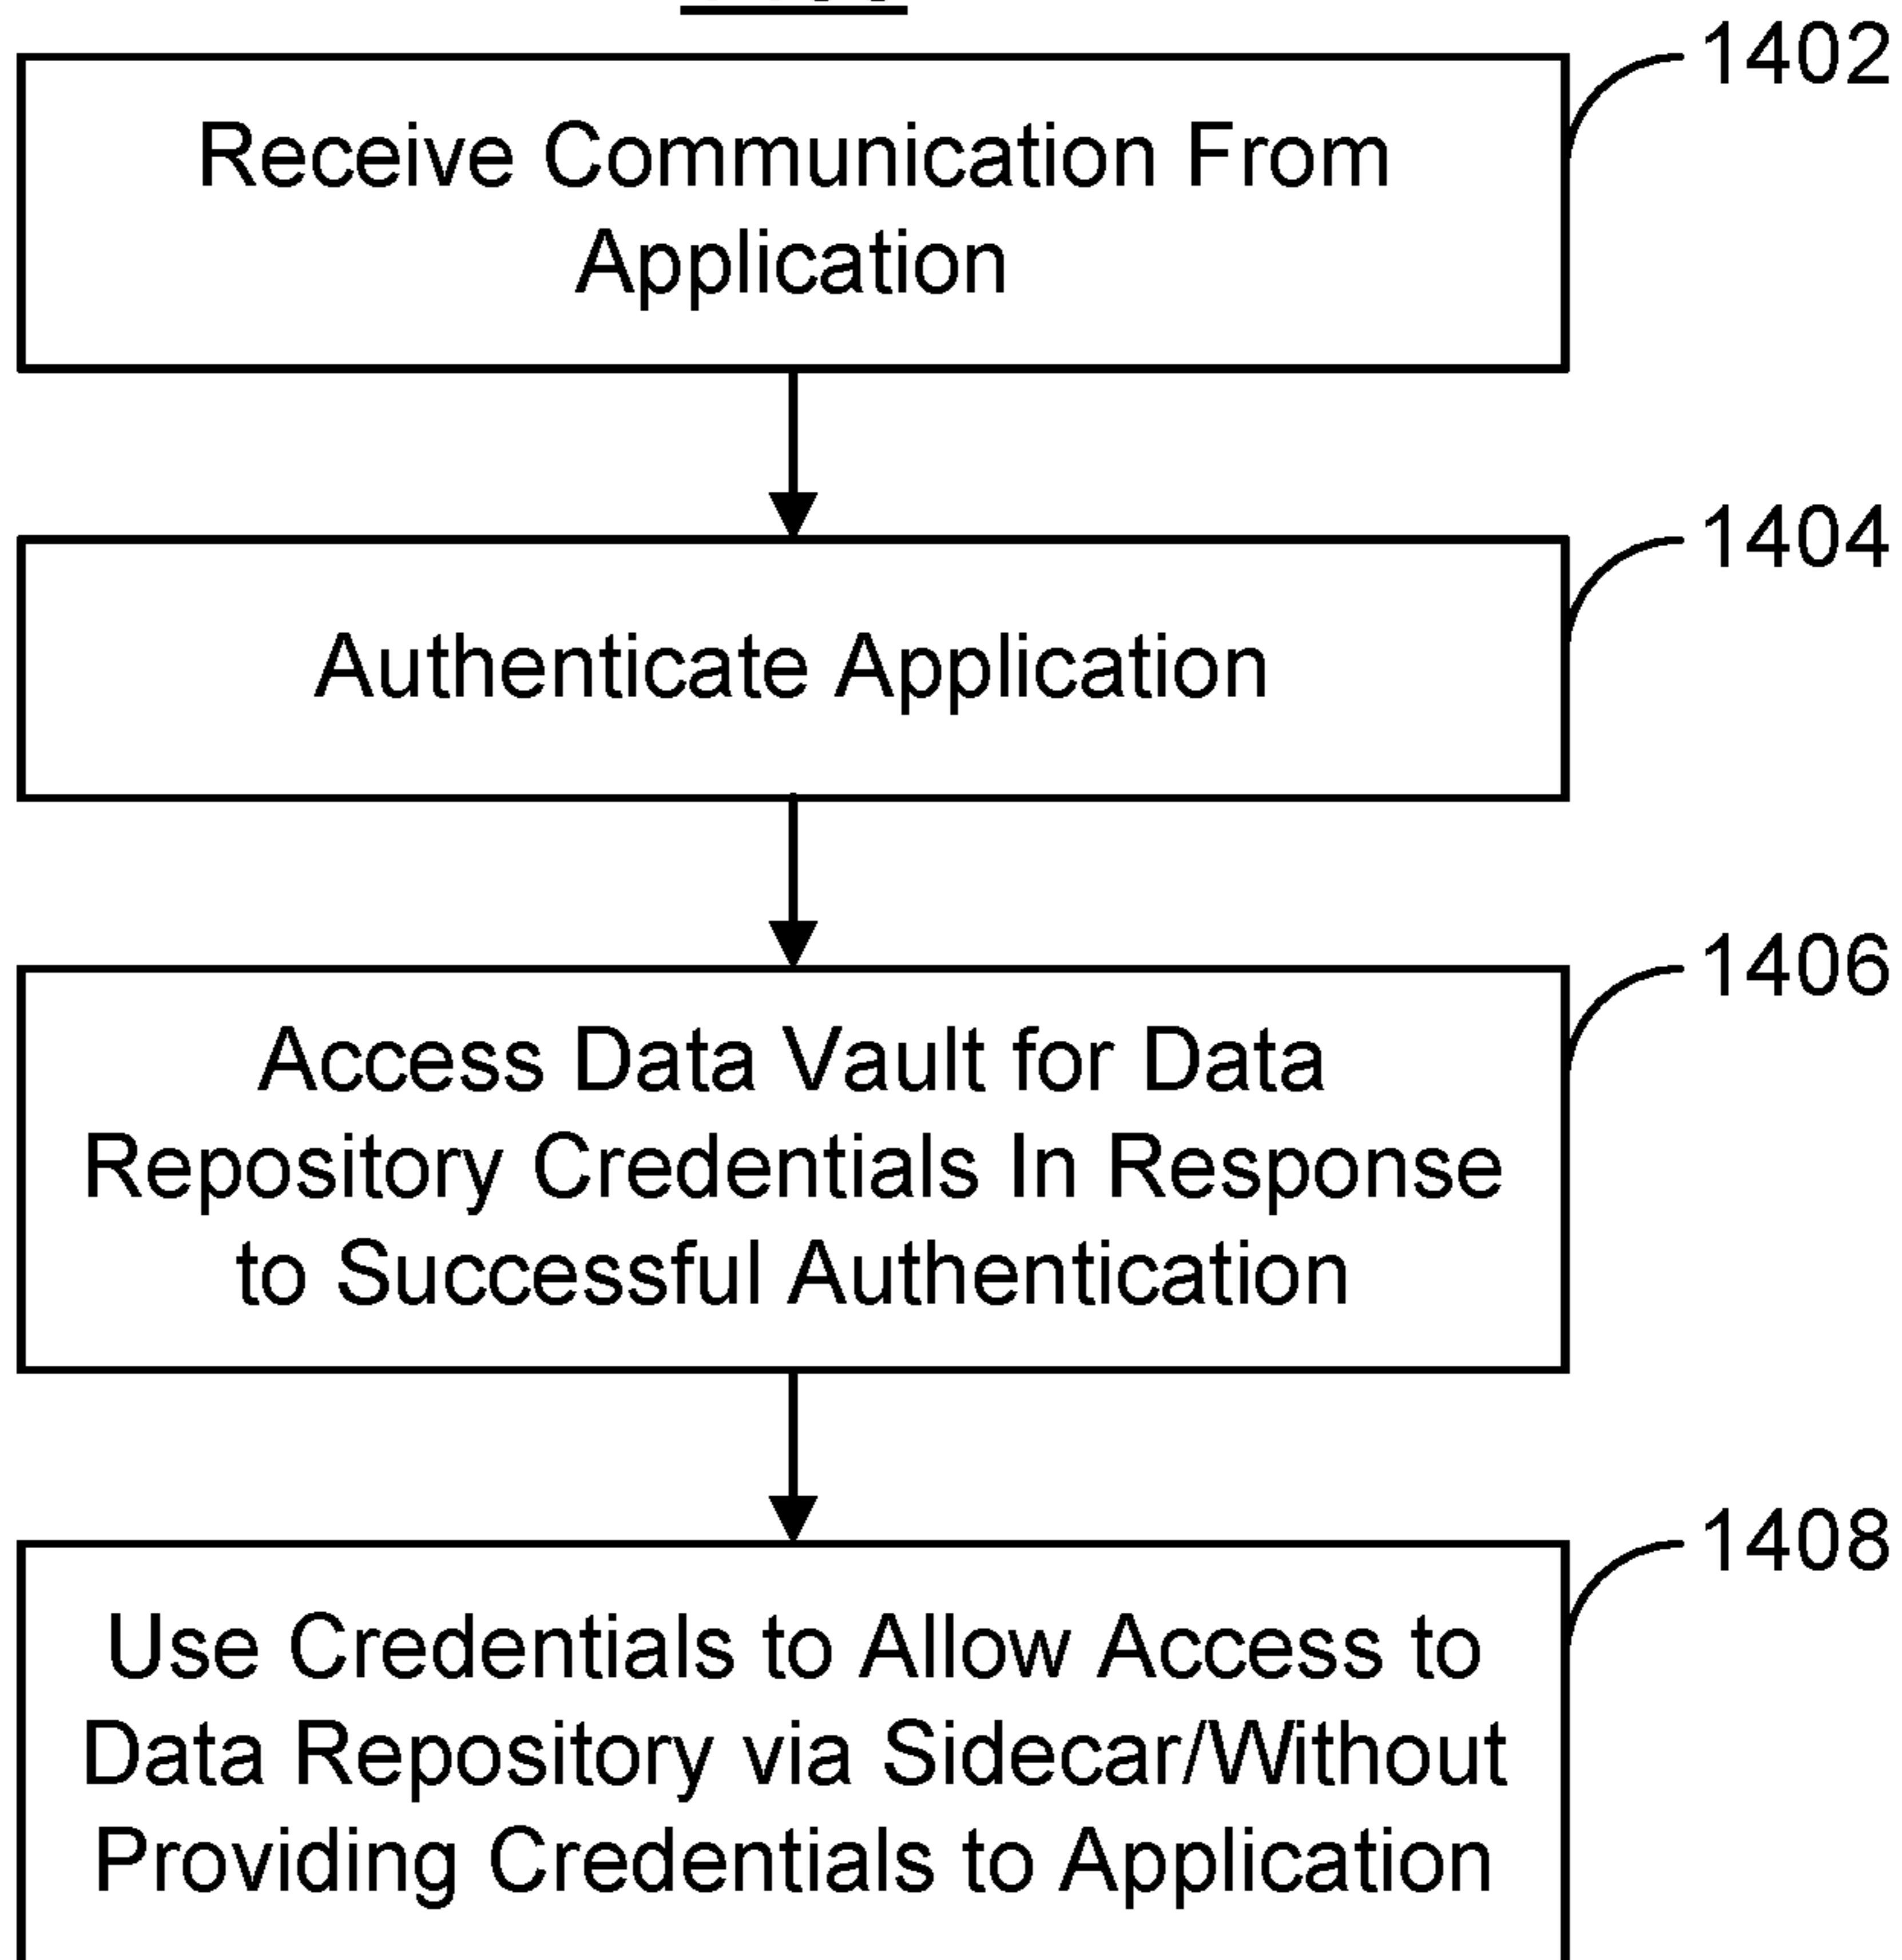 1402
Receive Communication From
Application
1404
Authenticate Application
1406
Access Data Vault for Data
Repository Credentials In Response
to Successful Authentication
1408
Use Credentials to Allow Access to
Data Repository via Sidecar/Without
Providing Credentials to Application